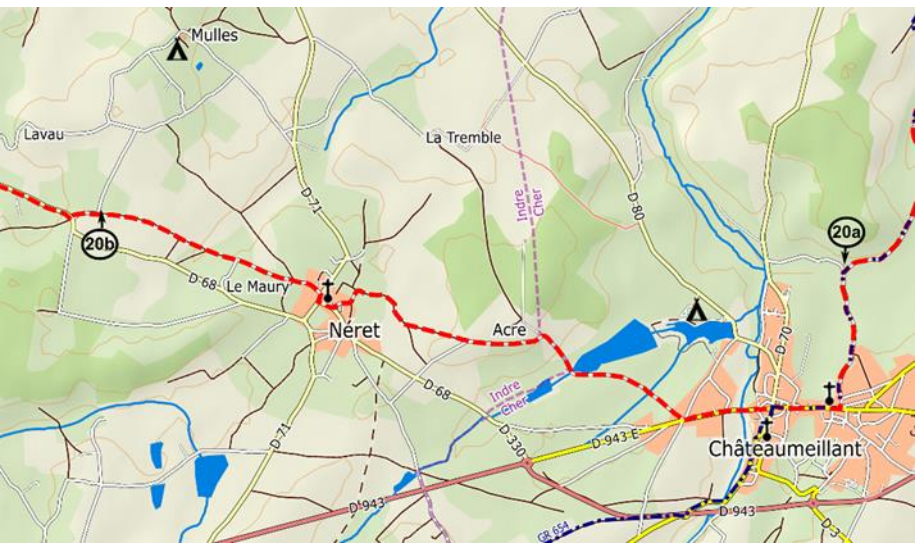 Mulles
Lavau
La Tremble
D-71
Indre
Cher
D-80
20a
20b
D-68
Le Maury
Néret
Acre
D-70
D-68
Indre
Cher
D-71
D-330
D 943 E
Châteaumeillant
D-943
D-943
GR 654
D-3